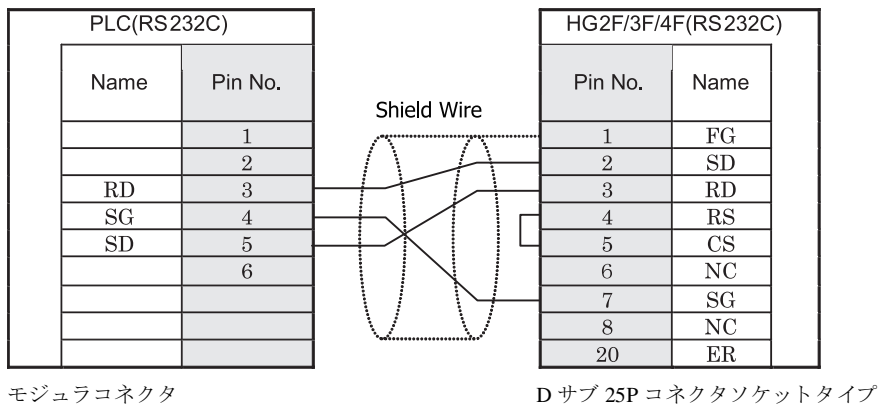 PLC(RS232C) HG2F/3F/4F(RS232C)
Name Pin No. Pin No. Name
Shield Wire
1 1 FG
2 2 SD
RD 3 3 RD
SG 4 4 RS
SD 5 5 CS
6 6 NC
7 SG
8 NC
20 ER
モジュラコネクタ D サブ 25P コネクタソケットタイプ